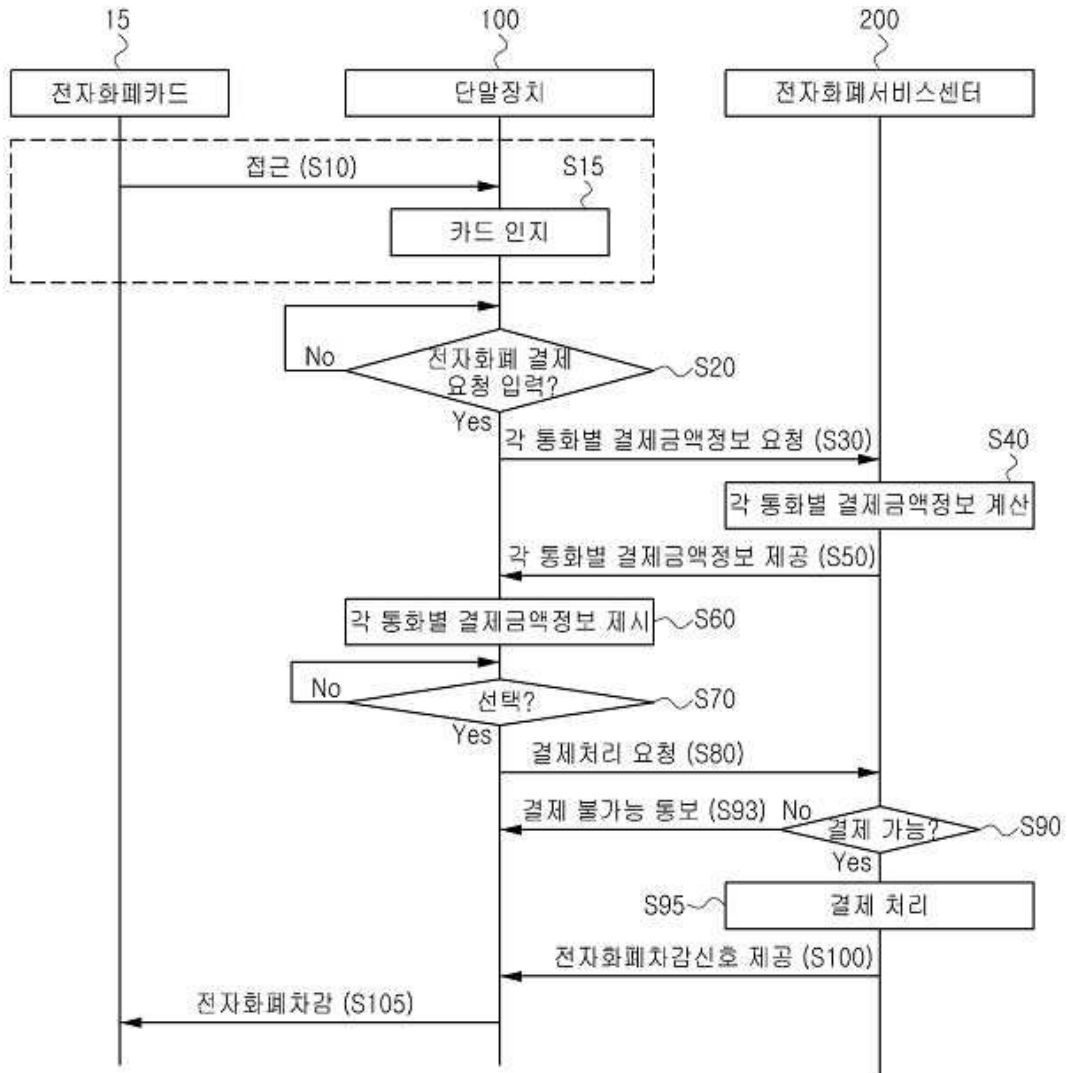 15
100
200
전자화폐카드
단말장치
전자화폐서비스센터
접근 (S10)
S15
카드 인지
No
전자화폐 결제
요청 입력?
S20
Yes
각 통화별 결제금액정보 요청 (S30)
S40
각 통화별 결제금액정보 계산
각 통화별 결제금액정보 제공 (S50)
각 통화별 결제금액정보 제시
S60
No
선택?
S70
Yes
결제처리 요청 (S80)
결제 불가능 통보 (S93)
No
결제 가능?
S90
Yes
S95
결제 처리
전자화폐차감신호 제공 (S100)
전자화폐차감 (S105)